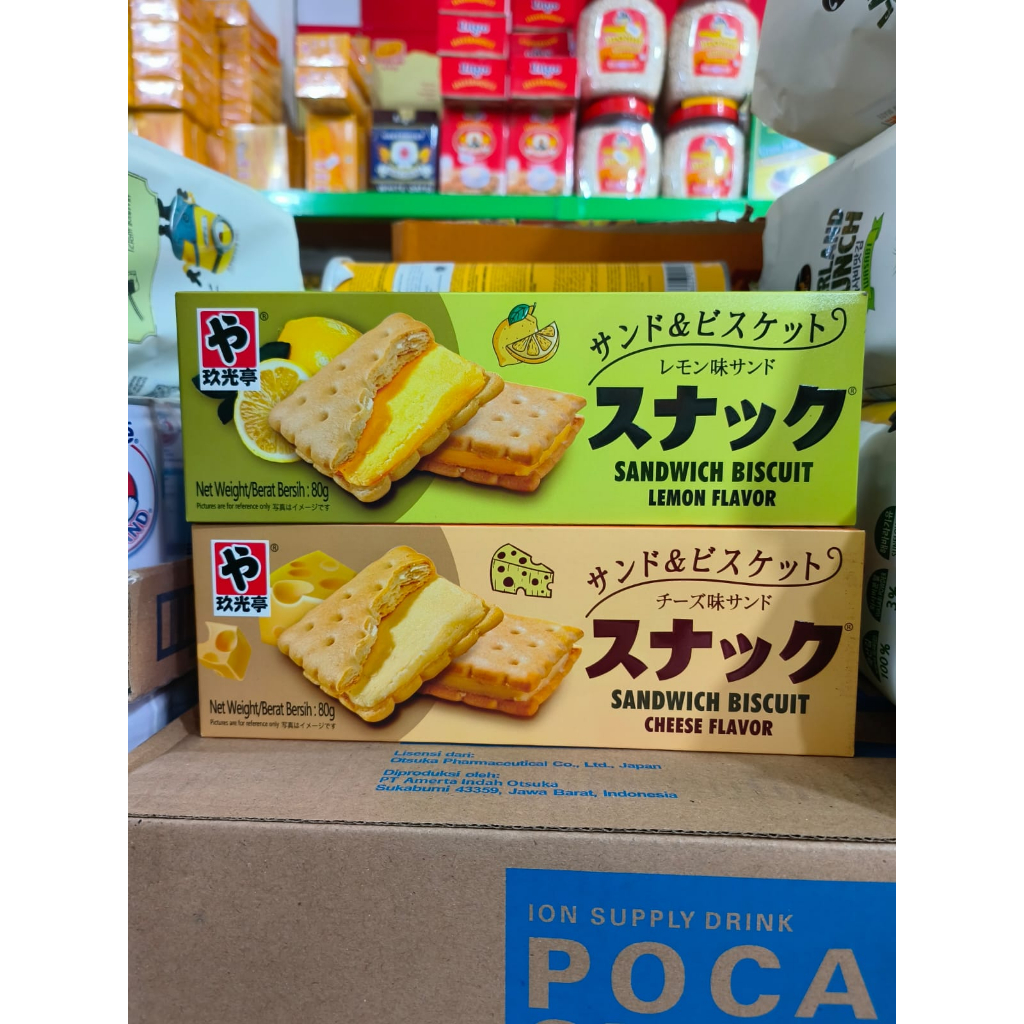 や
®
玖光亭
サンド&ビスケット
レモン味サンド
スナック®
SANDWICH BISCUIT
LEMON FLAVOR
Net Weight/Berat Bersih : 80g
Pictures are for reference only 写真はイメージです
や
®
玖光亭
サンド&ビスケット
チーズ味サンド
スナック®
SANDWICH BISCUIT
CHEESE FLAVOR
Net Weight/Berat Bersih : 80g
Pictures are for reference only 写真はイメージです
Lisensi dari:
Otsuka Pharmaceutical Co., Ltd., Japan
Diproduksi oleh:
PT Amerta Indah Otsuka
Sukabumi 43359, Jawa Barat, Indonesia
ION SUPPLY DRINK
POCA
3%
100%